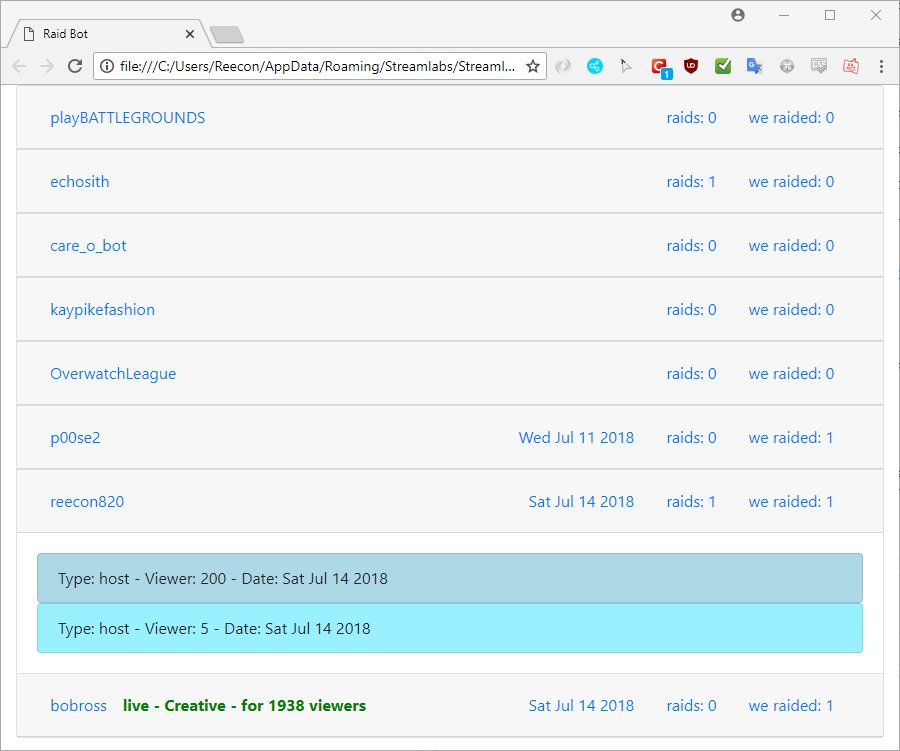 Raid Bot
file:///C:/Users/Reecon/AppData/Roaming/Streamlabs/Streaml...
1
UD
G
CSS
playBATTLEGROUNDS raids: 0 we raided: 0
echosith raids: 1 we raided: 0
care_o_bot raids: 0 we raided: 0
kaypikefashion raids: 0 we raided: 0
OverwatchLeague raids: 0 we raided: 0
p00se2 Wed Jul 11 2018 raids: 0 we raided: 1
reecon820 Sat Jul 14 2018 raids: 1 we raided: 1
Type: host - Viewer: 200 - Date: Sat Jul 14 2018
Type: host - Viewer: 5 - Date: Sat Jul 14 2018
bobross live - Creative - for 1938 viewers Sat Jul 14 2018 raids: 0 we raided: 1